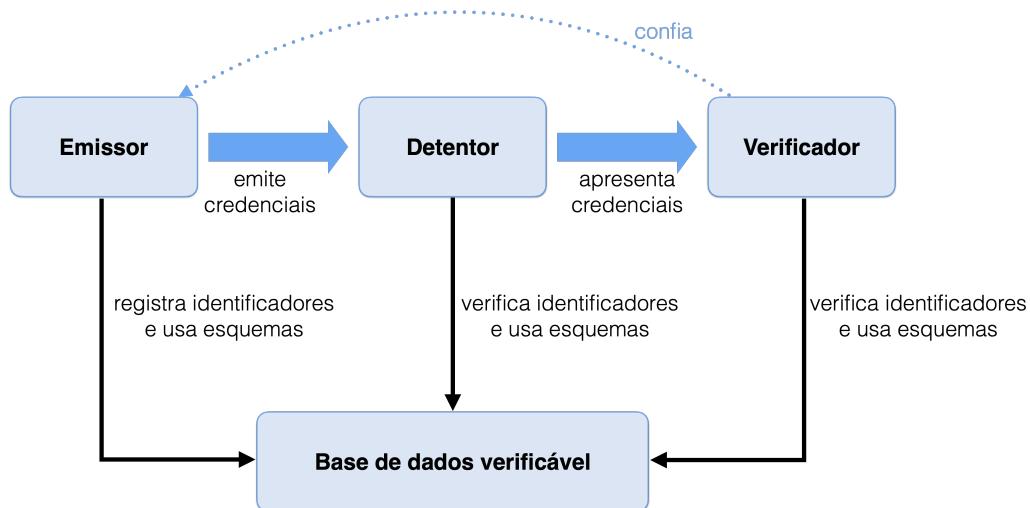 confia
Emissor
Detentor
Verificador
emite
credenciais
apresenta
credenciais
registra identificadores
e usa esquemas
verifica identificadores
e usa esquemas
verifica identificadores
e usa esquemas
Base de dados verificável